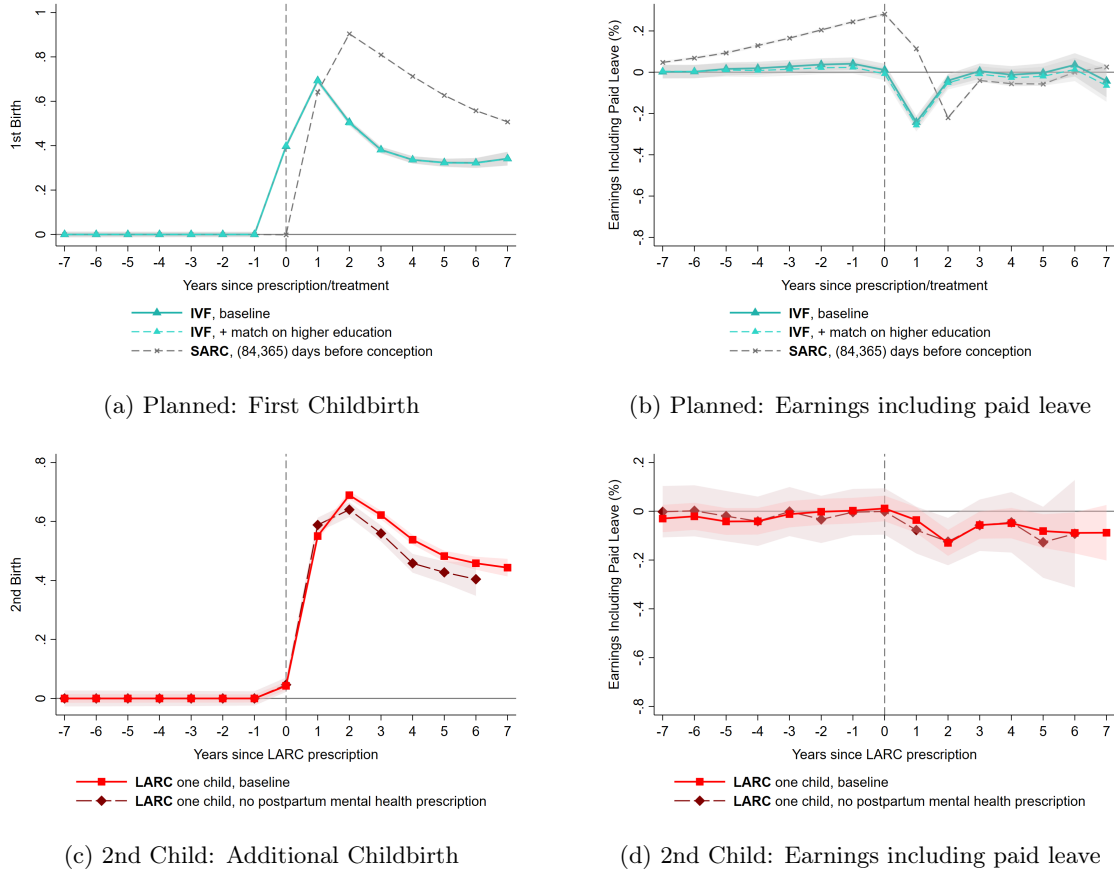 1st Birth
1
.8
.6
.4
.2
0
-7 -6 -5 -4 -3 -2 -1 0 1 2 3 4 5 6 7
Years since prescription/treatment
IVF, baseline
IVF, + match on higher education
SARC, (84,365) days before conception
(a) Planned: First Childbirth
Earnings Including Paid Leave (%)
.2
0
-.2
-.4
-.6
-.8
-7 -6 -5 -4 -3 -2 -1 0 1 2 3 4 5 6 7
Years since prescription/treatment
IVF, baseline
IVF, + match on higher education
SARC, (84,365) days before conception
(b) Planned: Earnings including paid leave
2nd Birth
.8
.6
.4
.2
0
-7 -6 -5 -4 -3 -2 -1 0 1 2 3 4 5 6 7
Years since LARC prescription
LARC one child, baseline
LARC one child, no postpartum mental health prescription
(c) 2nd Child: Additional Childbirth
Earnings Including Paid Leave (%)
.2
0
-.2
-.4
-.6
-.8
-7 -6 -5 -4 -3 -2 -1 0 1 2 3 4 5 6 7
Years since LARC prescription
LARC one child, baseline
LARC one child, no postpartum mental health prescription
(d) 2nd Child: Earnings including paid leave